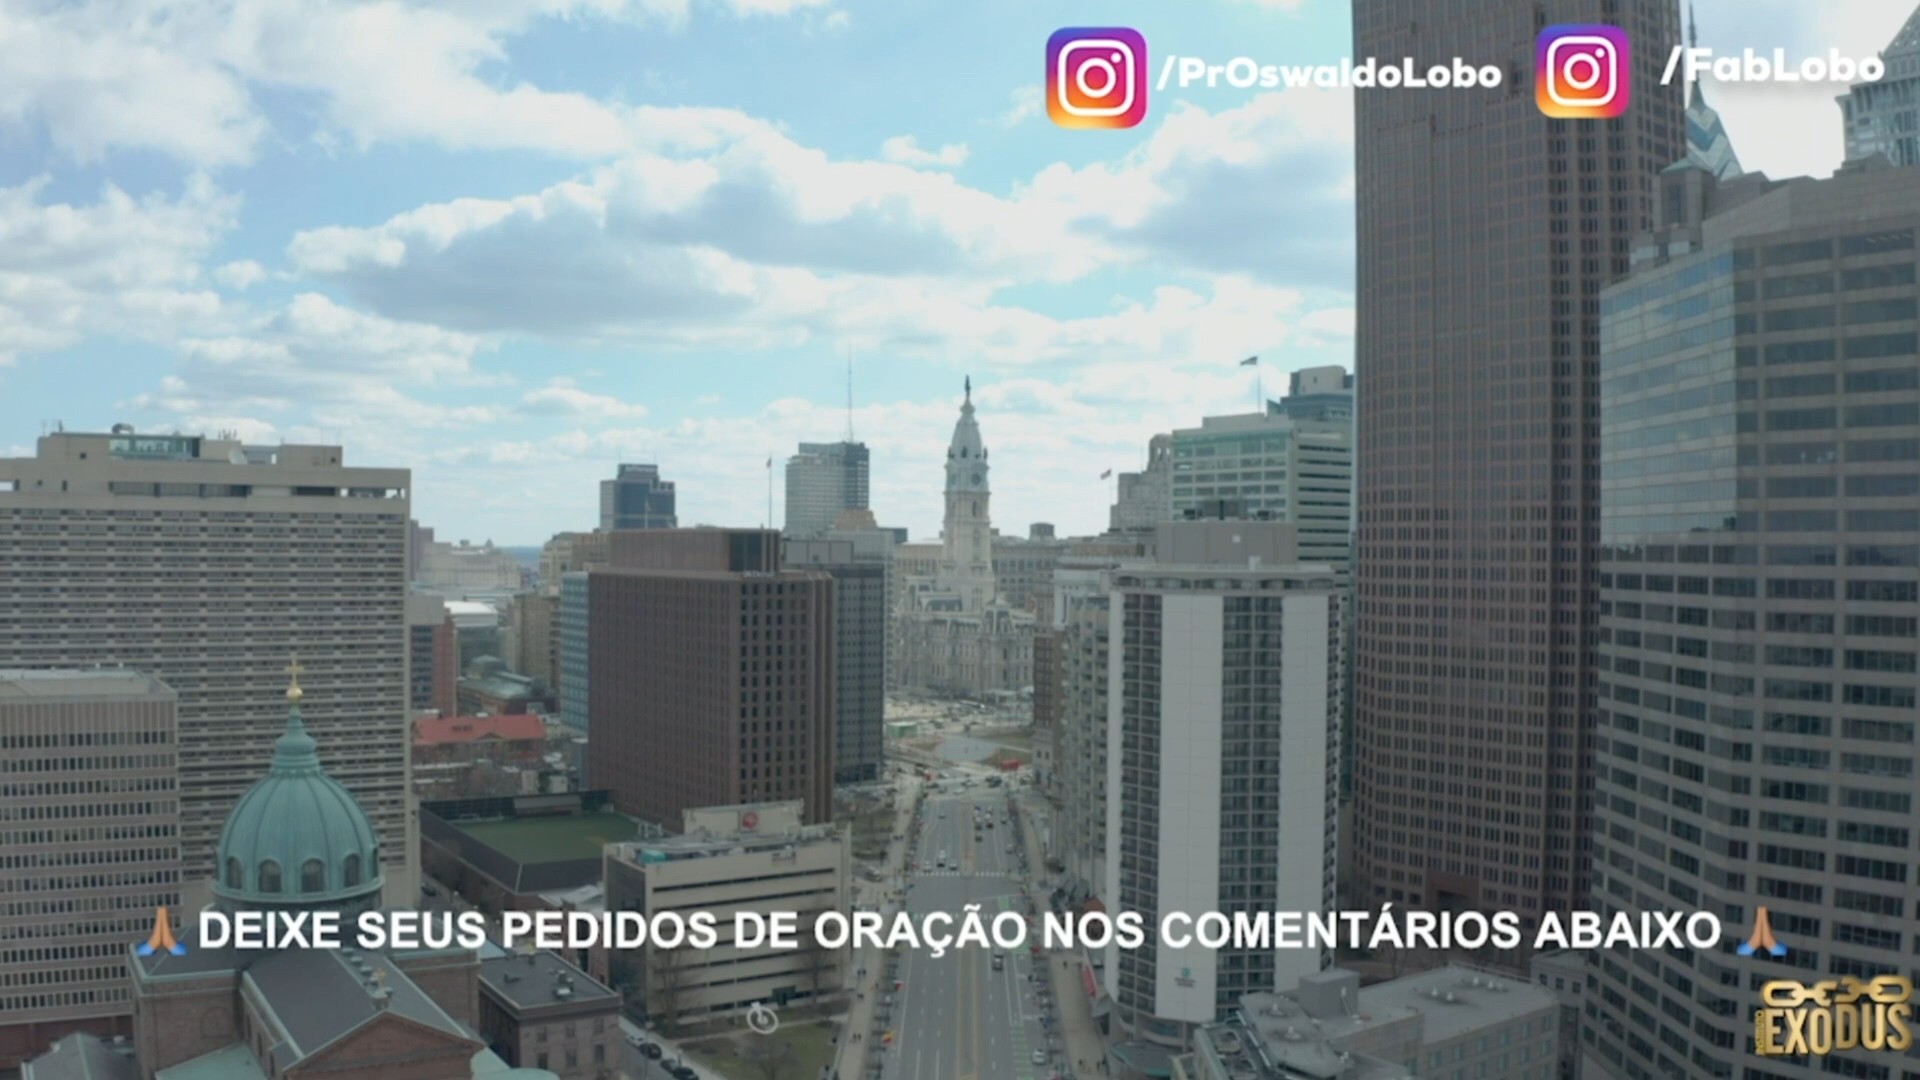 /PrOswaldoLobo
/FabLobo
🙏 DEIXE SEUS PEDIDOS DE ORAÇÃO NOS COMENTÁRIOS ABAIXO 🙏
EXODUS